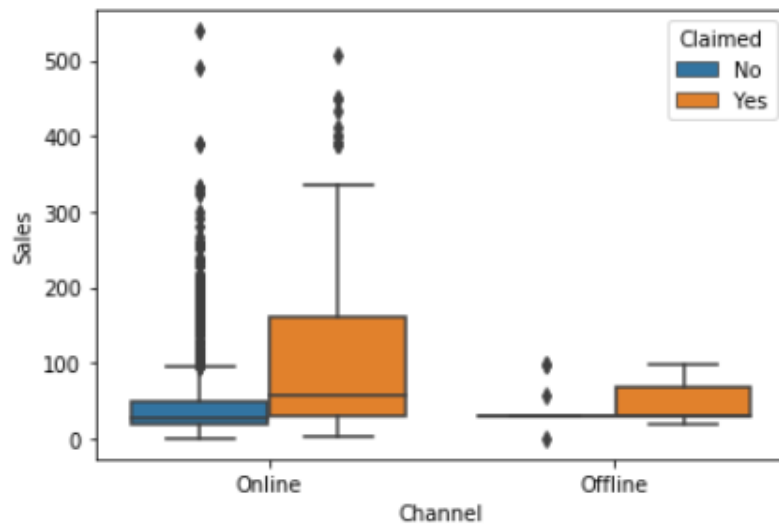 500
400
300
200
100
0
Sales
Claimed
No
Yes
Online
Offline
Channel